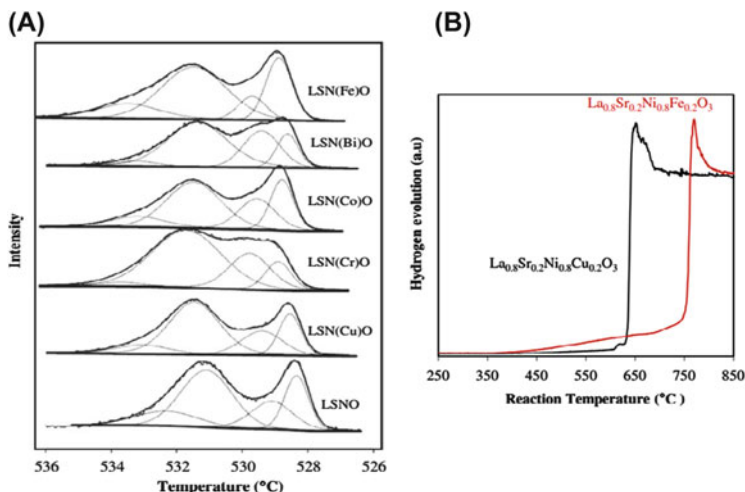 (A)
LSN(Fe)O
LSN(Bi)O
LSN(Co)O
LSN(Cr)O
LSN(Cu)O
LSNO
Intensity
536 534 532 530 528 526
Temperature (°C)
(B)
La0.8Sr0.2Ni0.8Fe0.2O3
La0.8Sr0.2Ni0.8Cu0.2O3
Hydrogen evolution (a.u)
250 350 450 550 650 750 850
Reaction Temperature (°C )